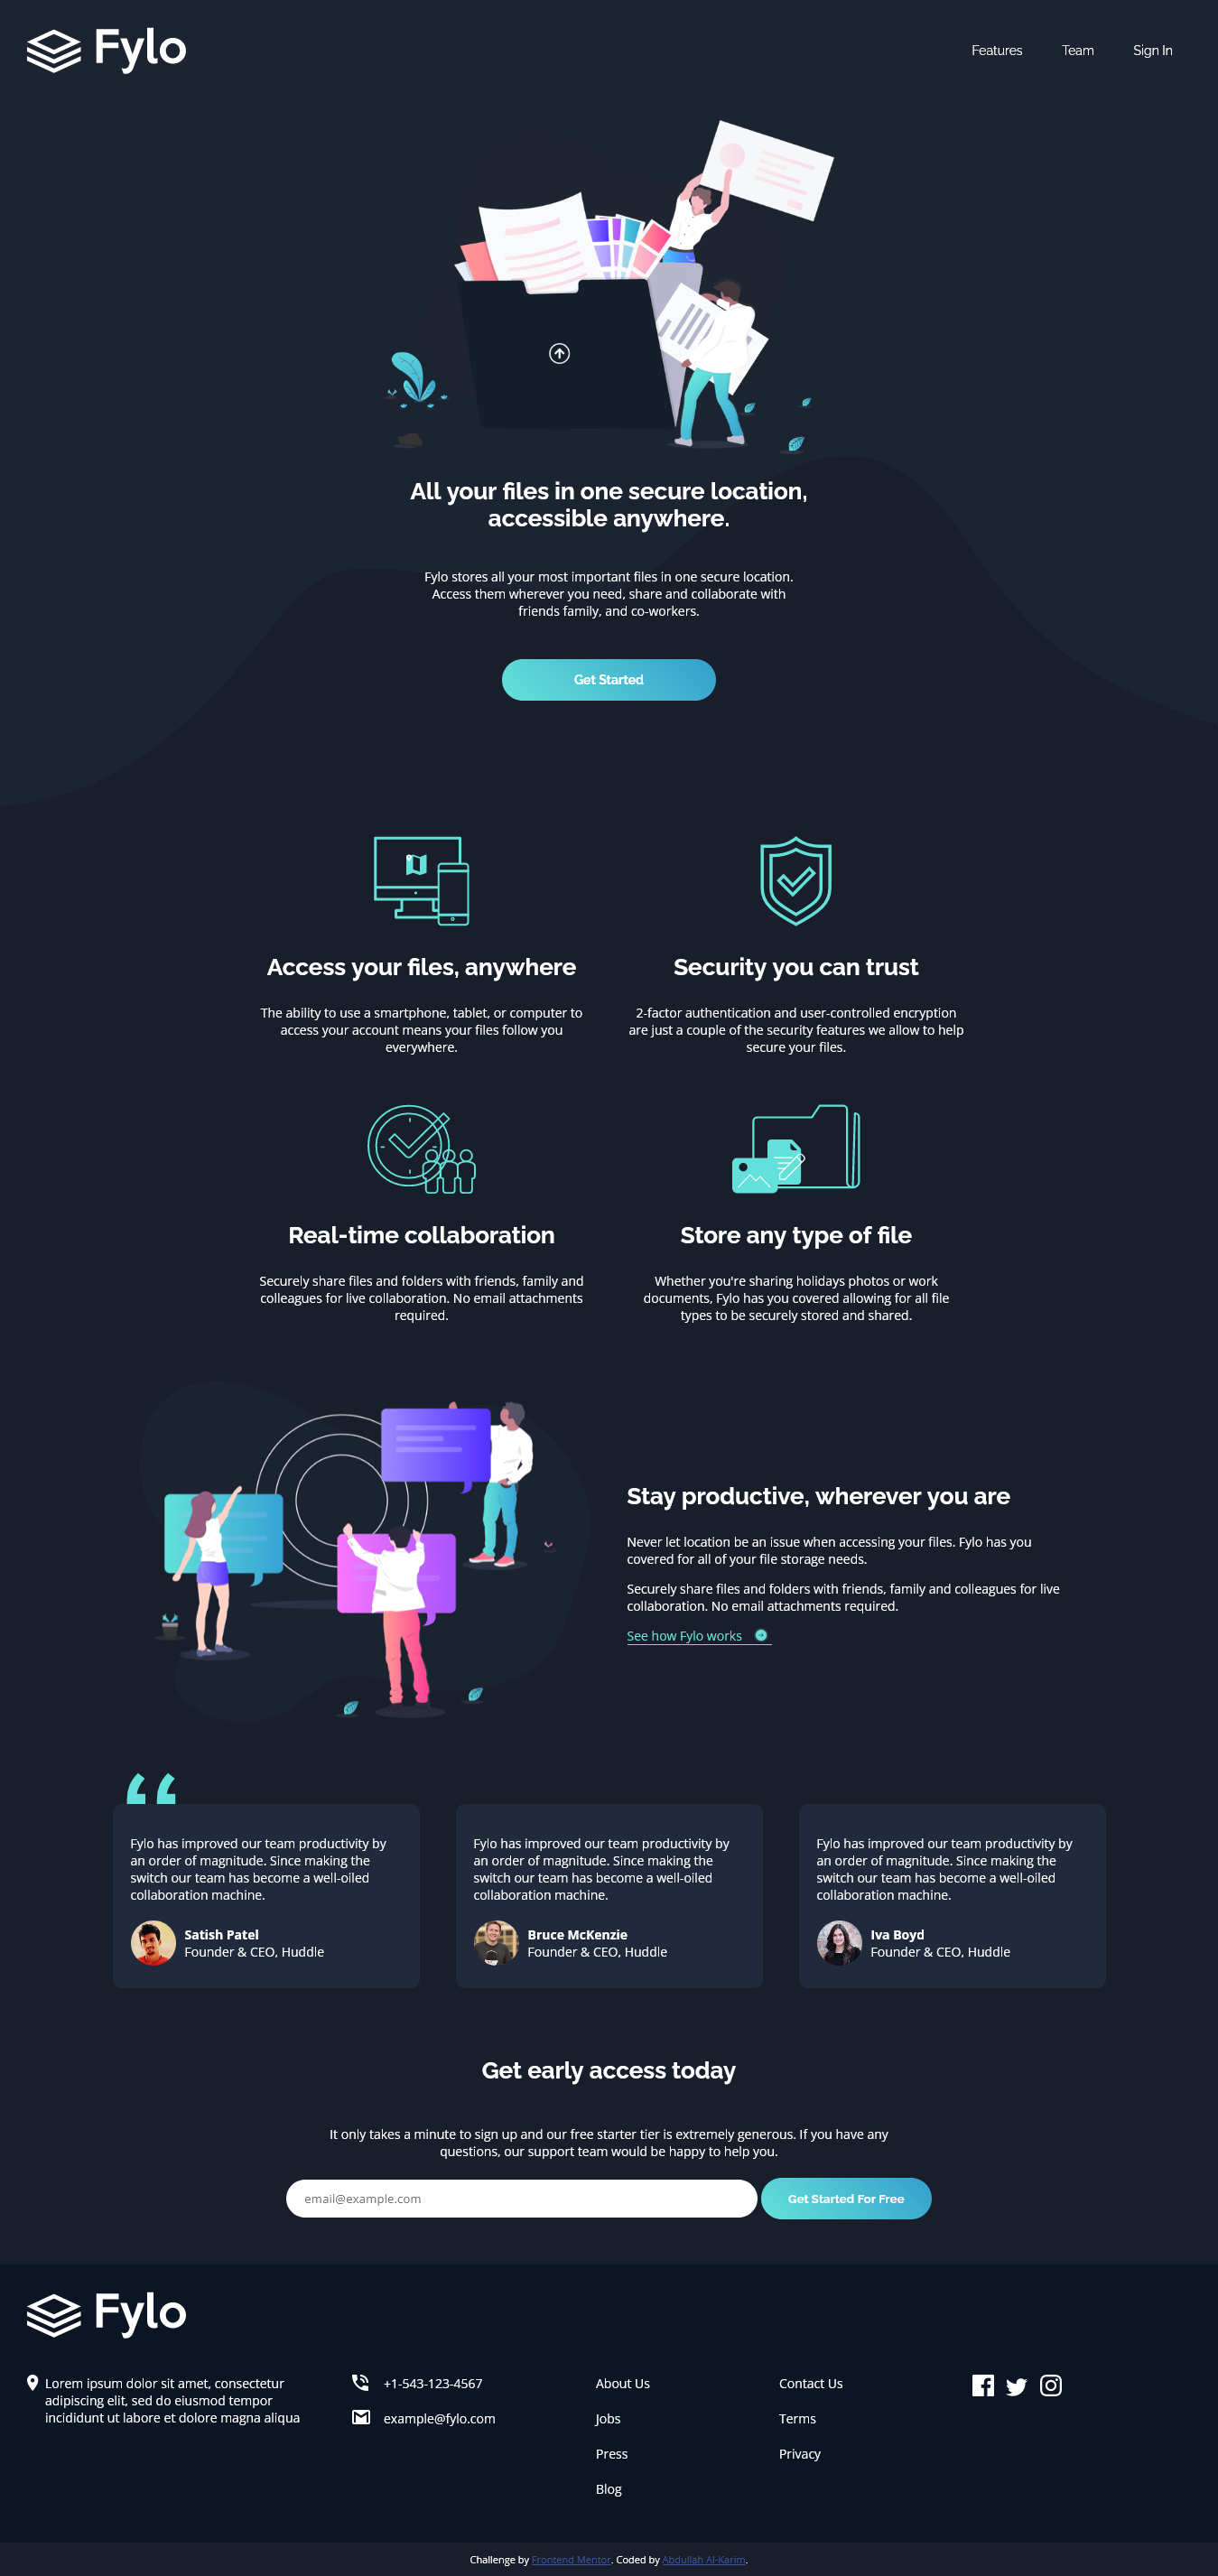 Fylo
Features
Team
Sign In
All your files in one secure location,
accessible anywhere.
Fylo stores all your most important files in one secure location.
Access them wherever you need, share and collaborate with
friends family, and co-workers.
Get Started
Access your files, anywhere
The ability to use a smartphone, tablet, or computer to
access your account means your files follow you
everywhere.
Security you can trust
2-factor authentication and user-controlled encryption
are just a couple of the security features we allow to help
secure your files.
Real-time collaboration
Securely share files and folders with friends, family and
colleagues for live collaboration. No email attachments
required.
Store any type of file
Whether you're sharing holidays photos or work
documents, Fylo has you covered allowing for all file
types to be securely stored and shared.
Stay productive, wherever you are
Never let location be an issue when accessing your files. Fylo has you
covered for all of your file storage needs.
Securely share files and folders with friends, family and colleagues for live
collaboration. No email attachments required.
See how Fylo works
Fylo has improved our team productivity by
an order of magnitude. Since making the
switch our team has become a well-oiled
collaboration machine.
Satish Patel
Founder & CEO, Huddle
Fylo has improved our team productivity by
an order of magnitude. Since making the
switch our team has become a well-oiled
collaboration machine.
Bruce McKenzie
Founder & CEO, Huddle
Fylo has improved our team productivity by
an order of magnitude. Since making the
switch our team has become a well-oiled
collaboration machine.
Iva Boyd
Founder & CEO, Huddle
Get early access today
It only takes a minute to sign up and our free starter tier is extremely generous. If you have any
questions, our support team would be happy to help you.
email@example.com
Get Started For Free
Fylo
Lorem ipsum dolor sit amet, consectetur
adipiscing elit, sed do eiusmod tempor
incididunt ut labore et dolore magna aliqua
+1-543-123-4567
example@fylo.com
About Us
Jobs
Press
Blog
Contact Us
Terms
Privacy
Challenge by Frontend Mentor. Coded by Abdullah Al-Karim.